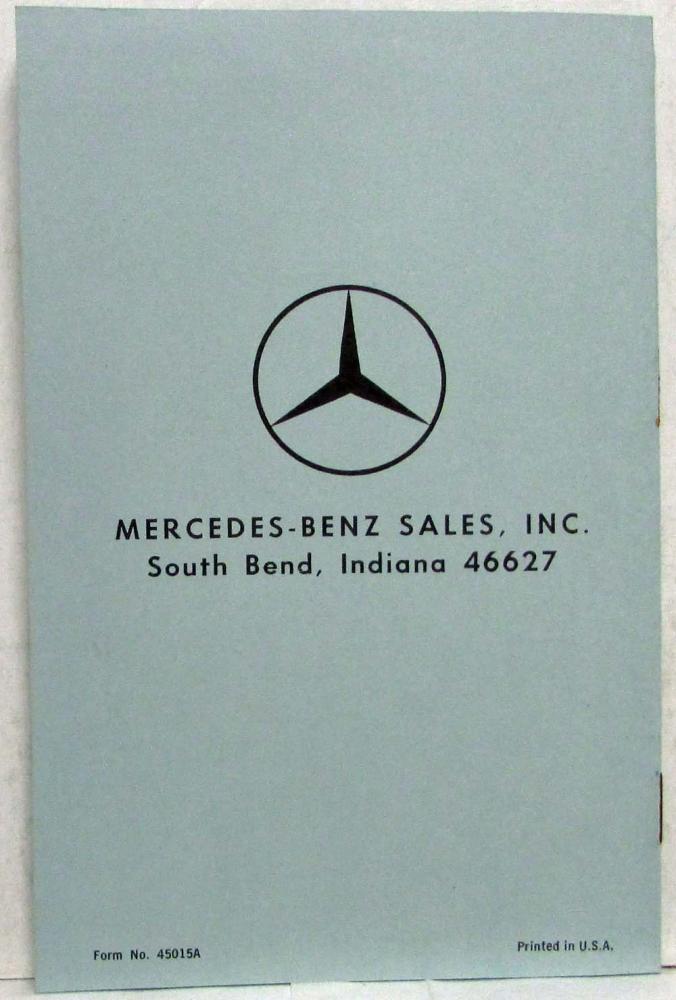 MERCEDES-BENZ SALES, INC.
South Bend, Indiana 46627
Form No. 45015A
Printed in U.S.A.